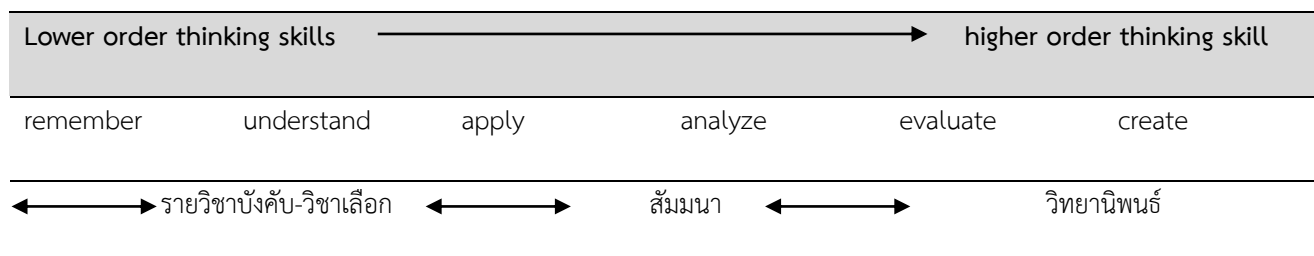 Lower order thinking skills higher order thinking skill
remember understand apply analyze evaluate create
รายวิชาบังคับ-วิชาเลือก สัมมนา วิทยานิพนธ์